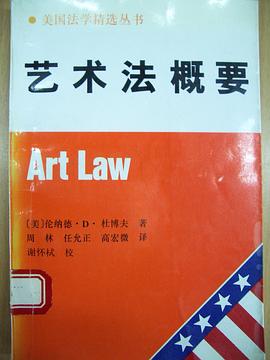 • 美国法学精选丛书
艺术法概要
Art Law
〔美〕伦纳德·D·杜博夫 著
周 林 任允正 高宏微 译
谢怀栻 校